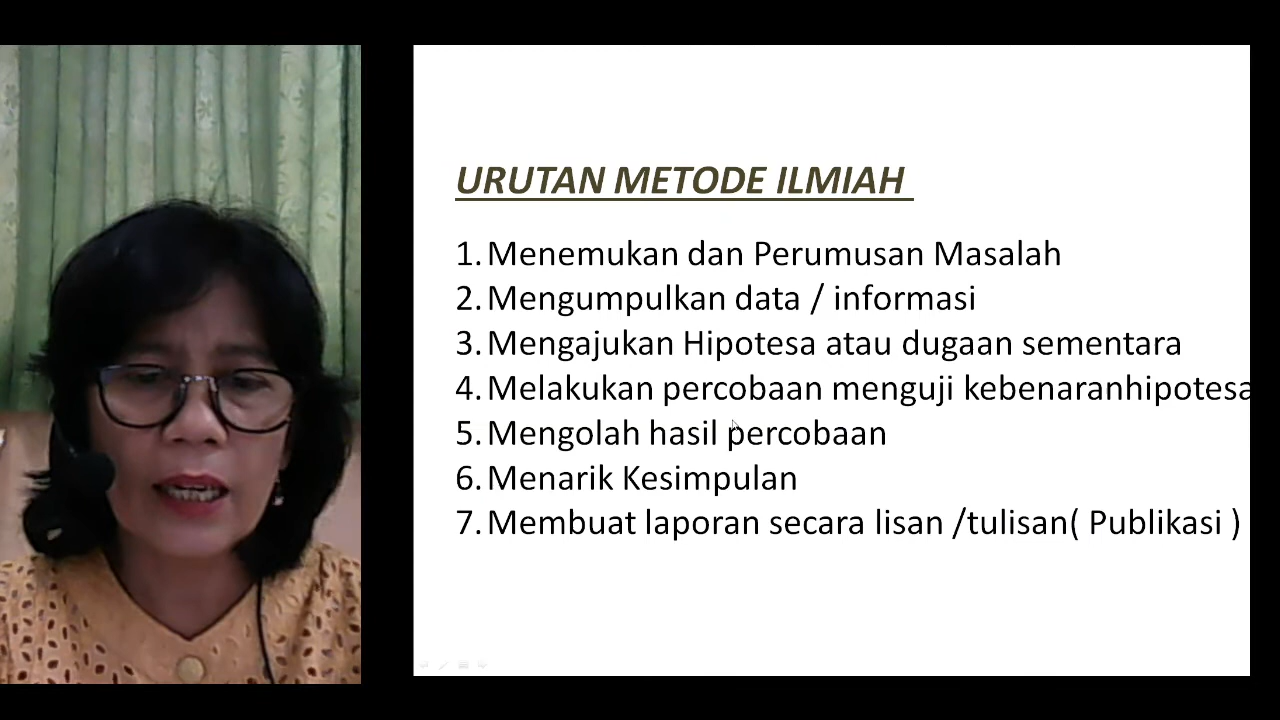 URUTAN METODE ILMIAH
1. Menemukan dan Perumusan Masalah
2. Mengumpulkan data / informasi
3. Mengajukan Hipotesa atau dugaan sementara
4. Melakukan percobaan menguji kebenaranhipotesa
5. Mengolah hasil percobaan
6. Menarik Kesimpulan
7. Membuat laporan secara lisan /tulisan( Publikasi )